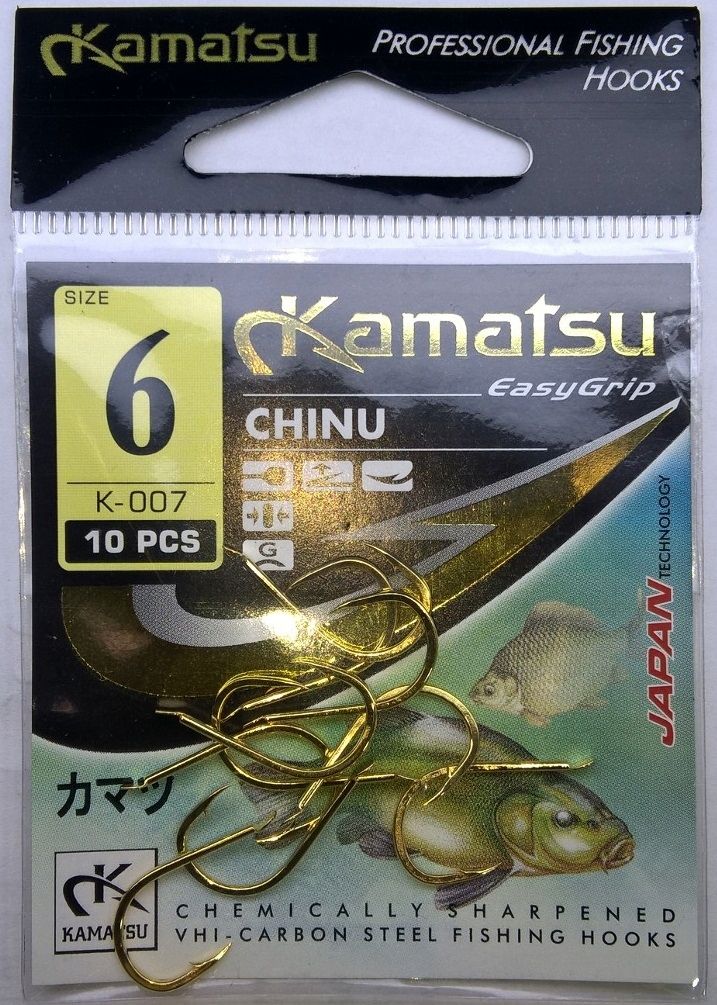 Kamatsu
PROFESSIONAL FISHING
HOOKS
SIZE
6
K-007
10 PCS
Kamatsu
EasyGrip
CHINU
G
JAPAN TECHNOLOGY
カマツ
K
KAMATSU
CHEMICALLY SHARPENED
VHI-CARBON STEEL FISHING HOOKS